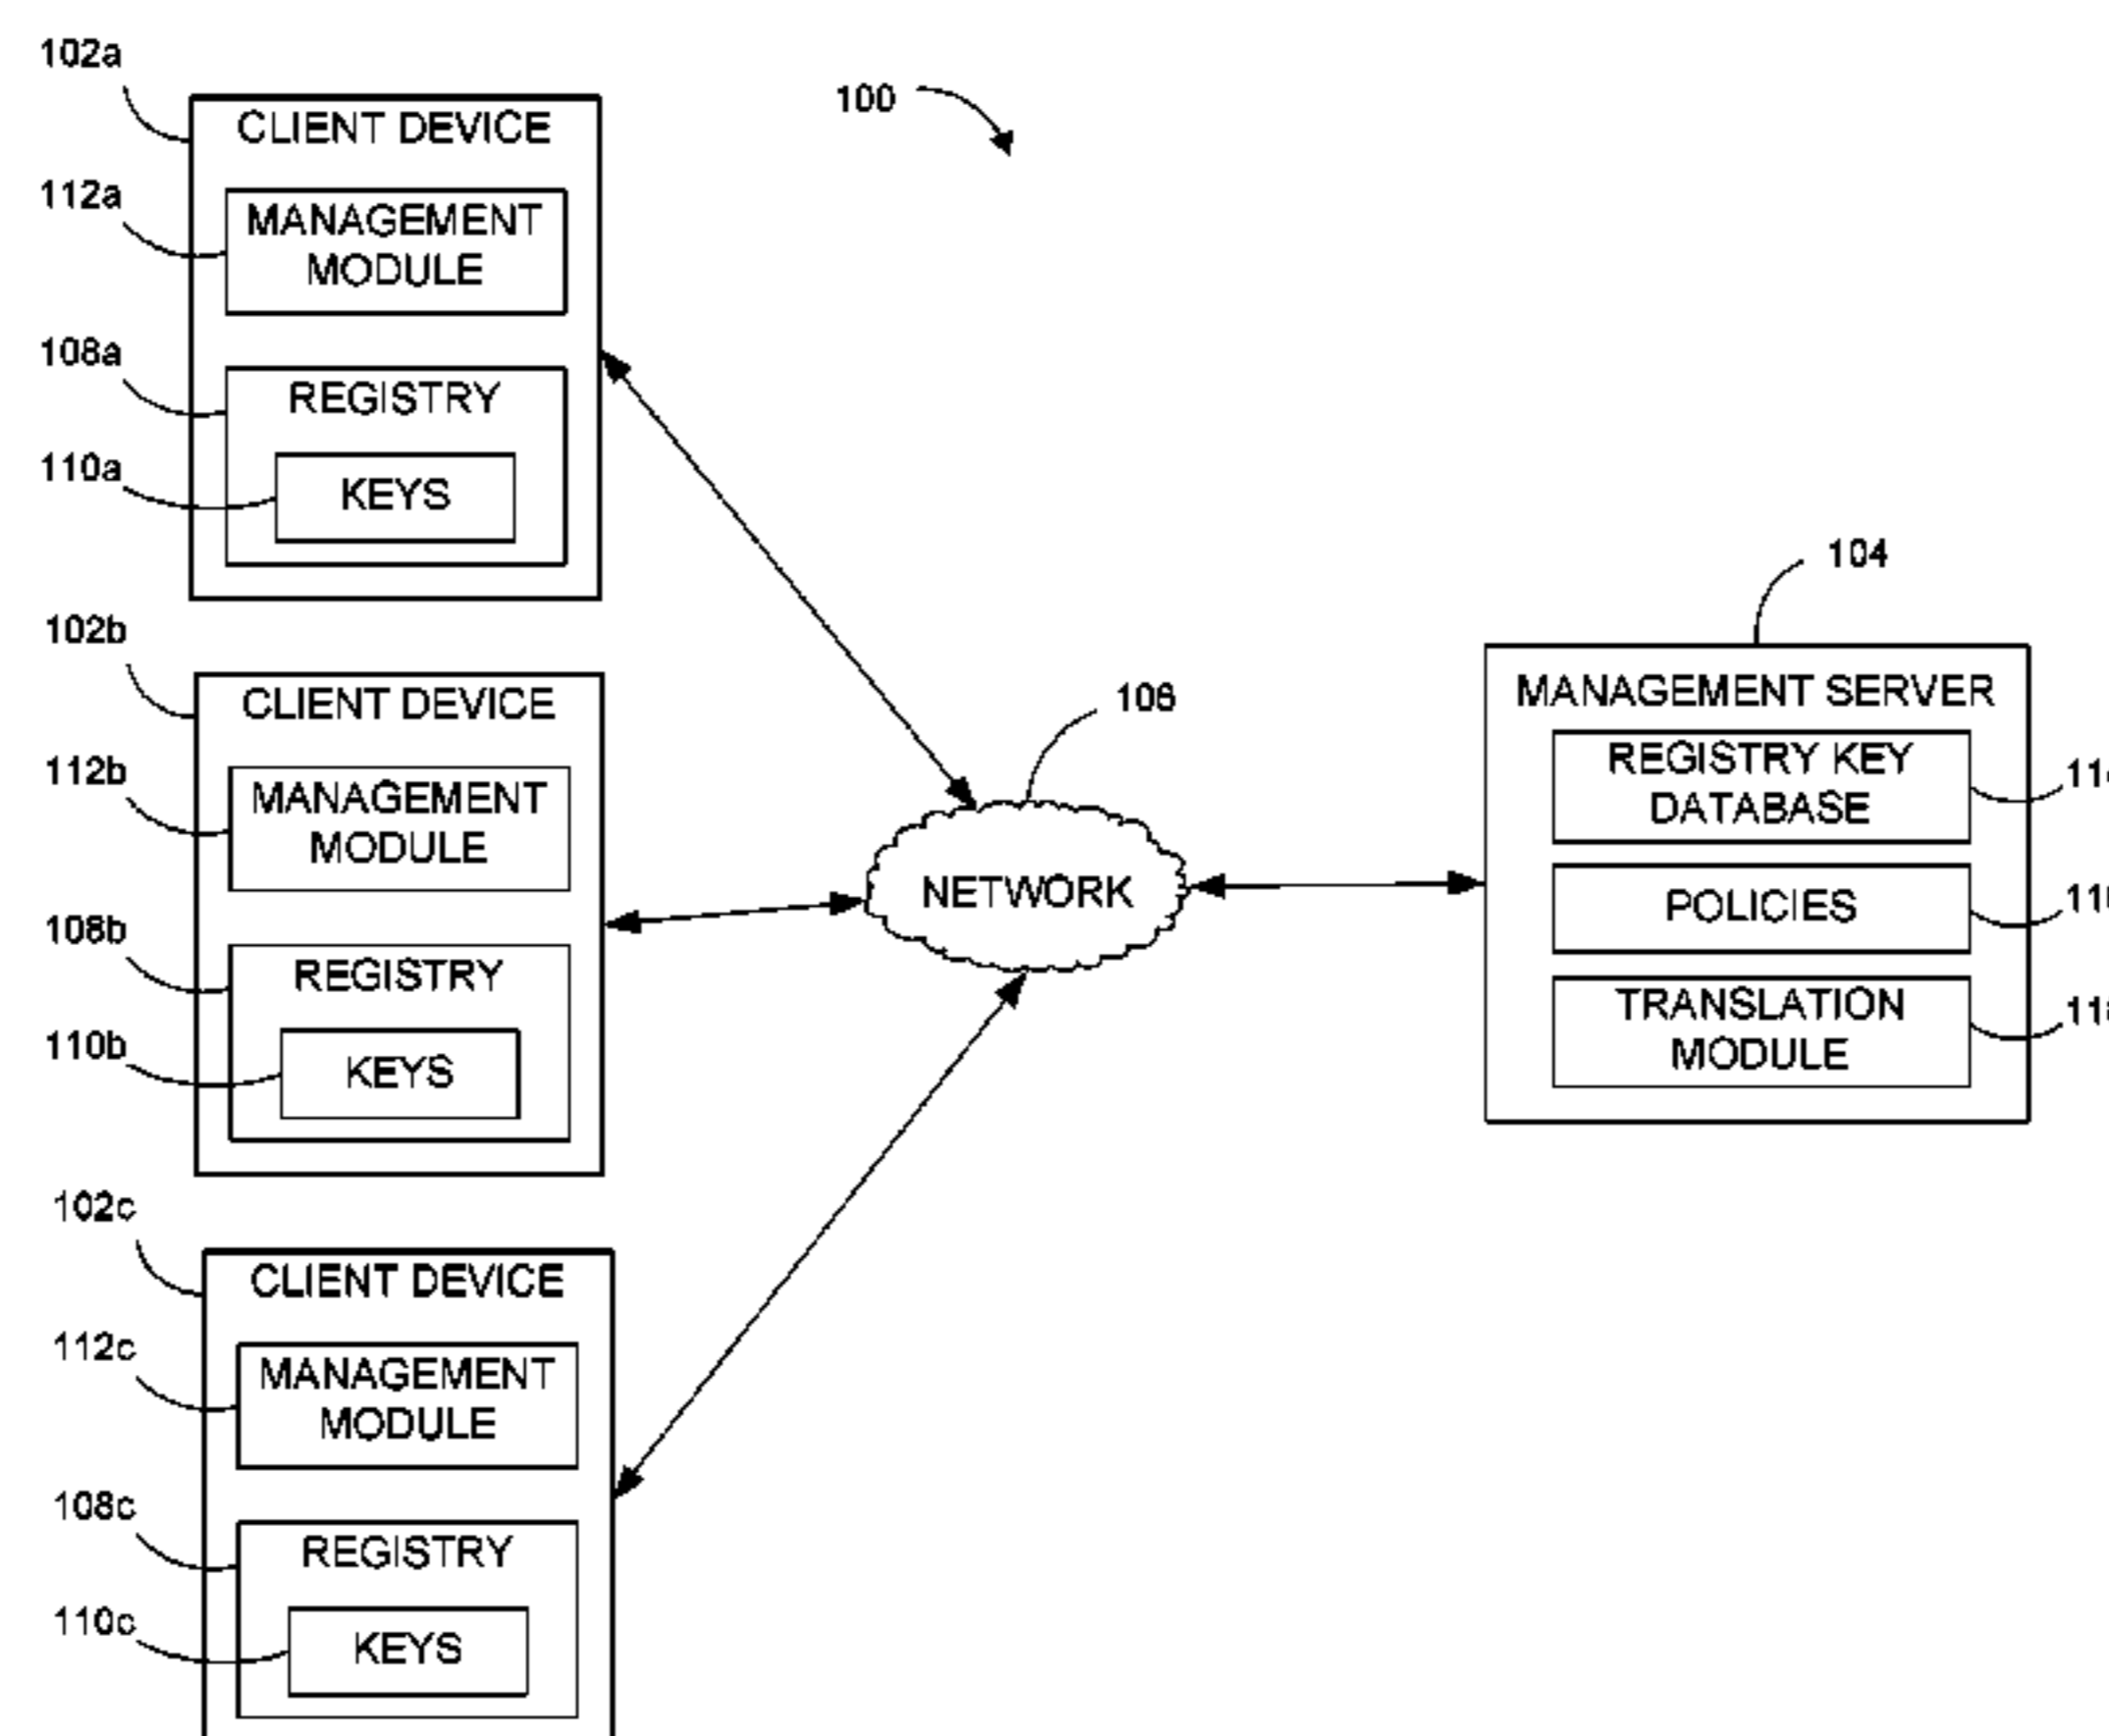 102a
100
CLIENT DEVICE
112a
MANAGEMENT
MODULE
108a
REGISTRY
110a
KEYS
102b
CLIENT DEVICE
112b
MANAGEMENT
MODULE
108b
REGISTRY
110b
KEYS
102c
CLIENT DEVICE
112c
MANAGEMENT
MODULE
108c
REGISTRY
110c
KEYS
106
NETWORK
104
MANAGEMENT SERVER
REGISTRY KEY
DATABASE
POLICIES
TRANSLATION
MODULE